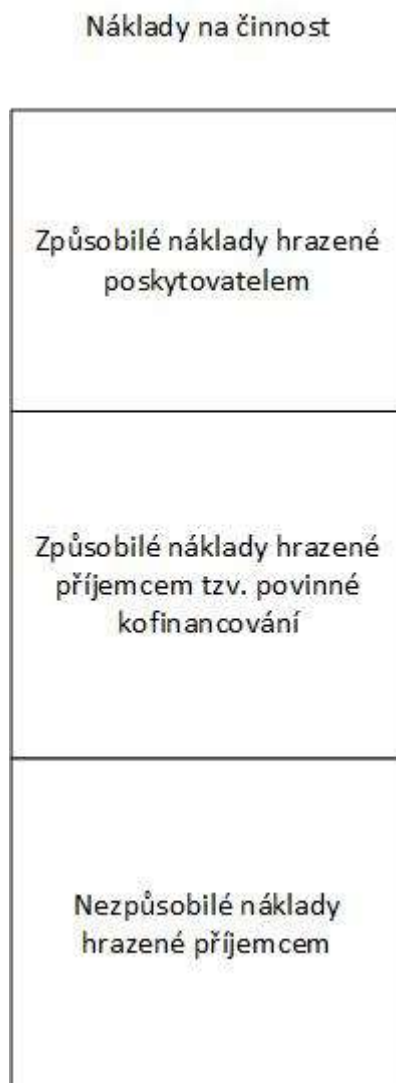 Náklady na činnost
Způsobilé náklady hrazené
poskytovatelem
Způsobilé náklady hrazené
příjemcem tzv. povinné
kofinancování
Nezpůsobilé náklady
hrazené příjemcem